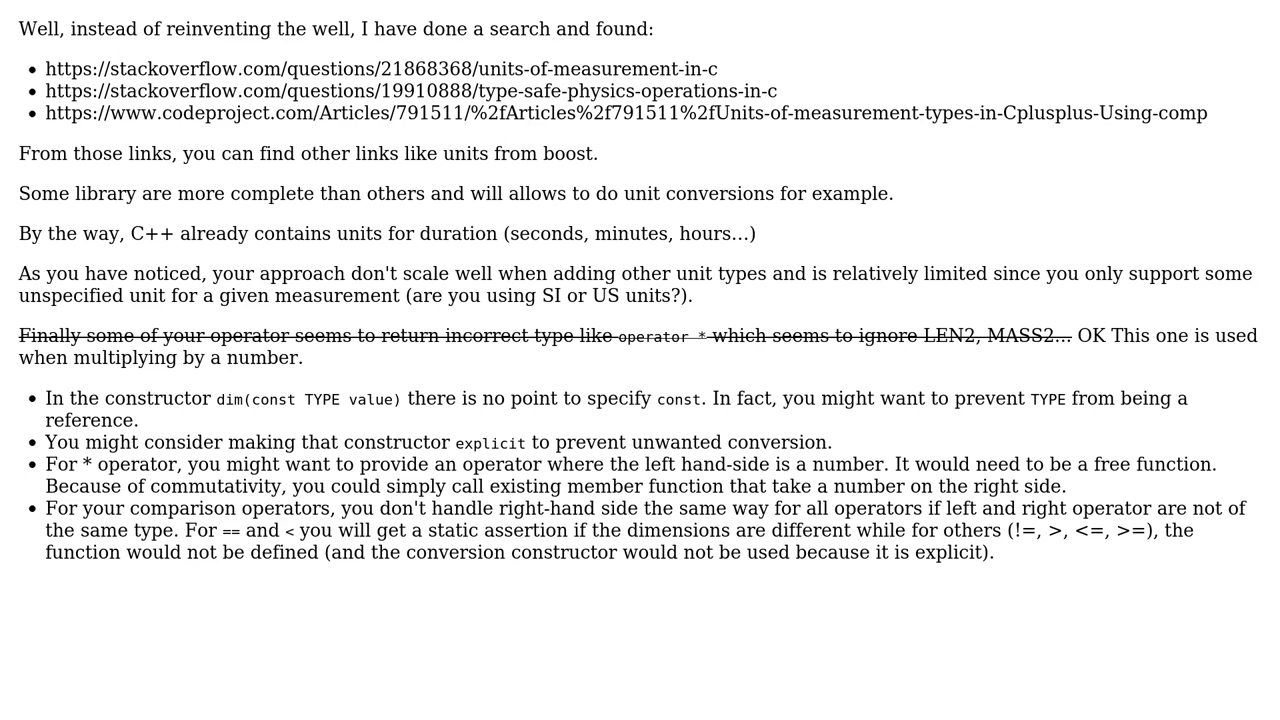 Well, instead of reinventing the well, I have done a search and found:
• https://stackoverflow.com/questions/21868368/units-of-measurement-in-c
• https://stackoverflow.com/questions/19910888/type-safe-physics-operations-in-c
• https://www.codeproject.com/Articles/791511/%2fArticles%2f791511%2fUnits-of-measurement-types-in-Cplusplus-Using-comp
From those links, you can find other links like units from boost.
Some library are more complete than others and will allows to do unit conversions for example.
By the way, C++ already contains units for duration (seconds, minutes, hours...)
As you have noticed, your approach don't scale well when adding other unit types and is relatively limited since you only support some
unspecified unit for a given measurement (are you using SI or US units?).
Finally some of your operator seems to return incorrect type like operator * which seems to ignore LEN2, MASS2... OK This one is used
when multiplying by a number.
• In the constructor dim(const TYPE value) there is no point to specify const. In fact, you might want to prevent TYPE from being a
reference.
• You might consider making that constructor explicit to prevent unwanted conversion.
• For * operator, you might want to provide an operator where the left hand-side is a number. It would need to be a free function.
Because of commutativity, you could simply call existing member function that take a number on the right side.
• For your comparison operators, you don't handle right-hand side the same way for all operators if left and right operator are not of
the same type. For == and < you will get a static assertion if the dimensions are different while for others (!=, >, <=, >=), the
function would not be defined (and the conversion constructor would not be used because it is explicit).